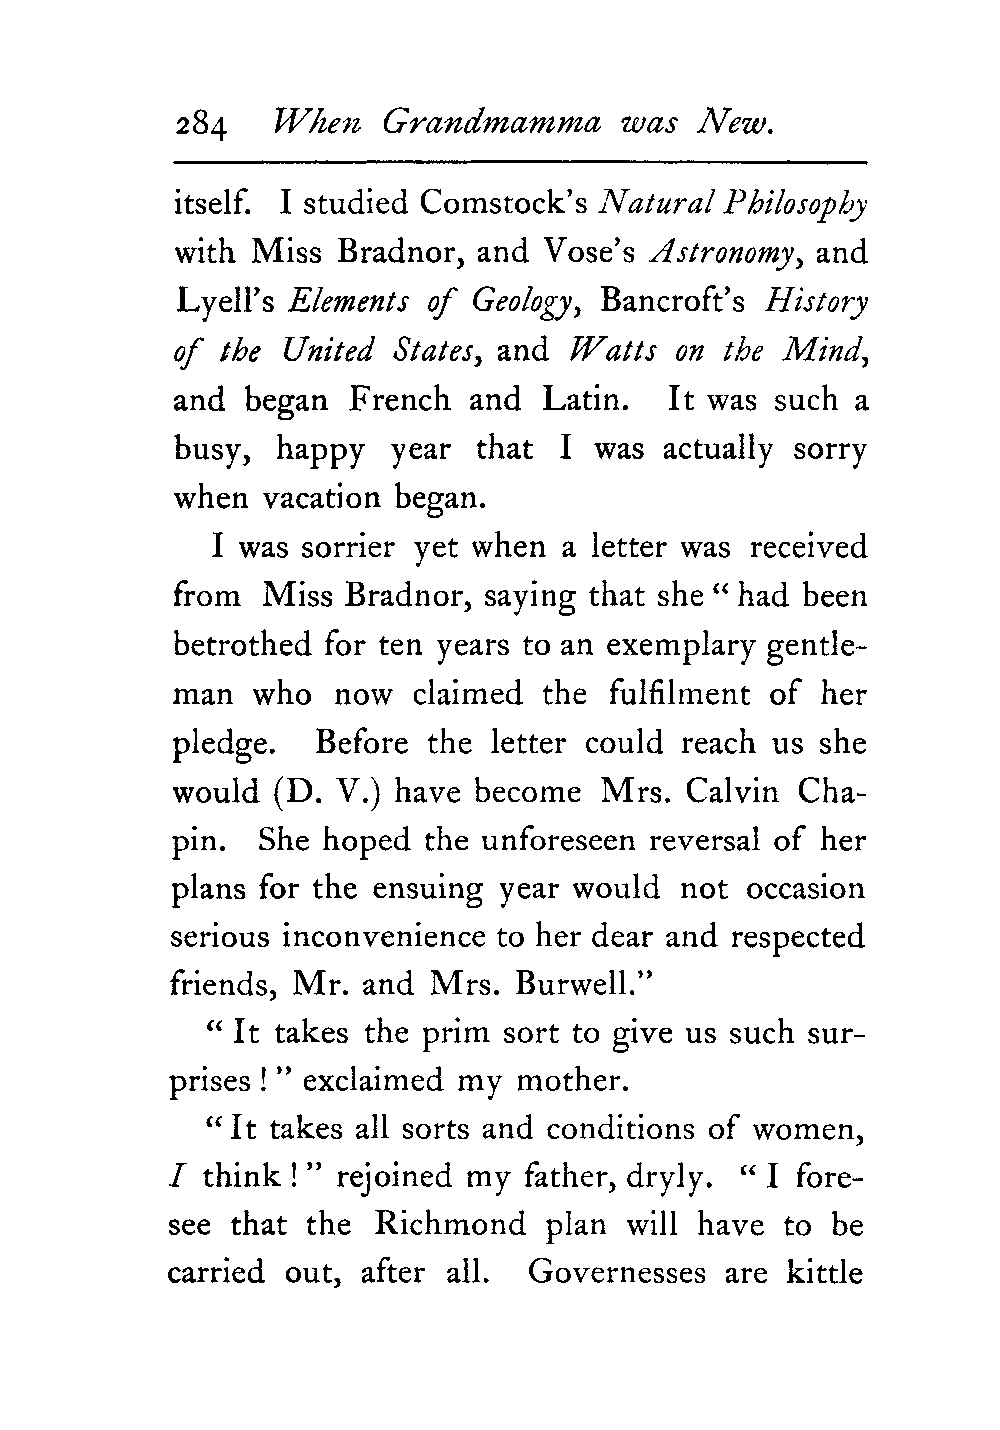 284 When Grandmamma was New.
itself. I studied Comstock's Natural Philosophy
with Miss Bradnor, and Vose's Astronomy, and
Lyell's Elements of Geology, Bancroft's History
of the United States, and Watts on the Mind,
and began French and Latin. It was such a
busy, happy year that I was actually sorry
when vacation began.
I was sorrier yet when a letter was received
from Miss Bradnor, saying that she “ had been
betrothed for ten years to an exemplary gentle-
man who now claimed the fulfilment of her
pledge. Before the letter could reach us she
would (D. V.) have become Mrs. Calvin Cha-
pin. She hoped the unforeseen reversal of her
plans for the ensuing year would not occasion
serious inconvenience to her dear and respected
friends, Mr. and Mrs. Burwell.”
“ It takes the prim sort to give us such sur-
prises ! ” exclaimed my mother.
“ It takes all sorts and conditions of women,
I think ! ” rejoined my father, dryly. “ I fore-
see that the Richmond plan will have to be
carried out, after all. Governesses are kittle